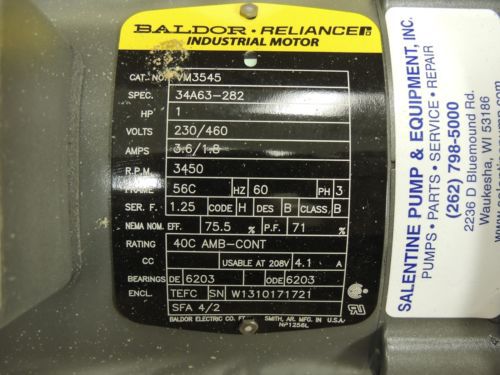 BALDOR · RELIANCE
INDUSTRIAL MOTOR
CAT. NO. VM3545
SPEC. 34A63-282
HP 1
VOLTS 230/460
AMPS 3.6/1.8
R.P.M. 3450
FRAME 56C HZ 60 PH 3
SER. F. 1.25 CODE H DES B CLASS. B
NEMA NOM. EFF. 75.5 % P.F. 71 %
RATING 40C AMB-CONT
CC USABLE AT 208V 4.1 A
BEARINGS DE 6203 ODE 6203
ENCL. TEFC SN W1310171721
SFA 4/2
BALDOR ELECTRIC CO. FT. SMITH, AR. MFG. IN U.S.A.
NP1256L
SALENTINE PUMP & EQUIPMENT, INC.
PUMPS · PARTS · SERVICE · REPAIR
(262) 798-5000
2236 D Bluemound Rd.
Waukesha, WI 53186